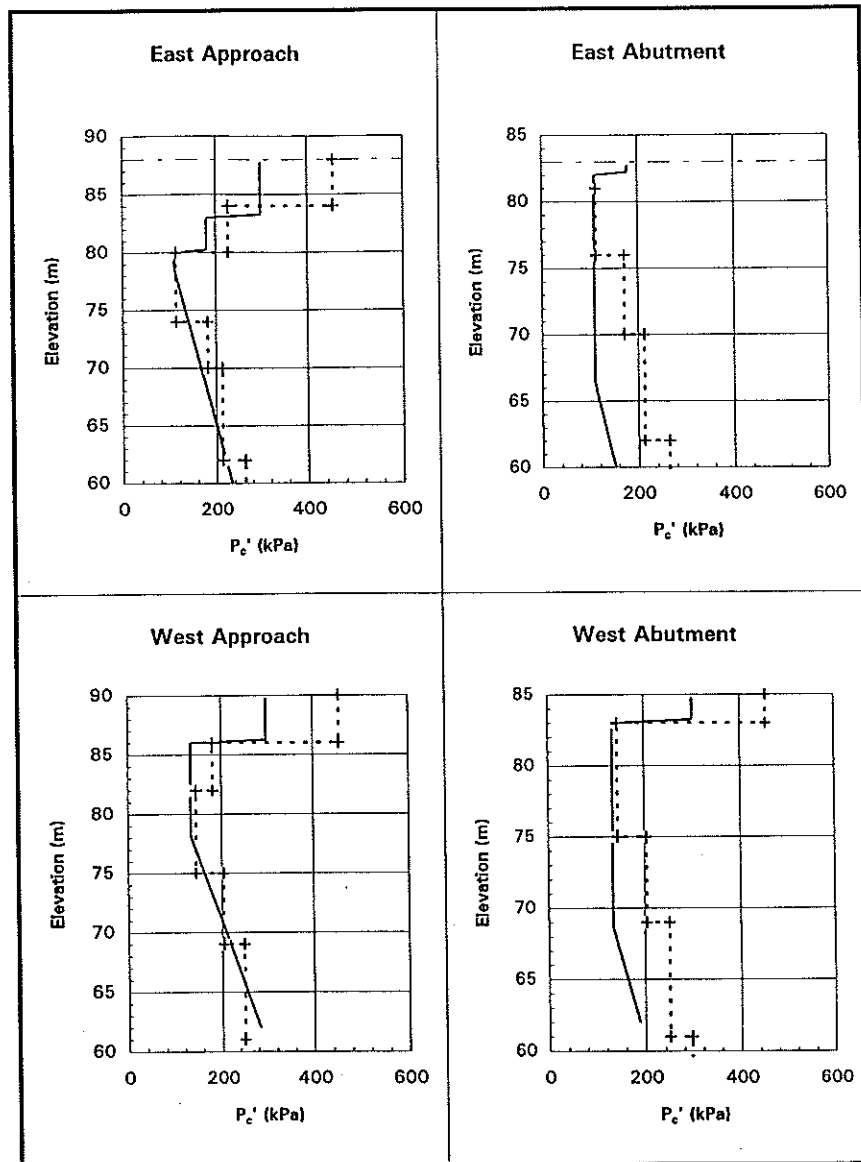 East Approach
90
85
80
75
70
65
60
Elevation (m)
0 200 400 600
Pc' (kPa)
East Abutment
85
80
75
70
65
60
Elevation (m)
0 200 400 600
Pc' (kPa)
West Approach
90
85
80
75
70
65
60
Elevation (m)
0 200 400 600
Pc' (kPa)
West Abutment
85
80
75
70
65
60
Elevation (m)
0 200 400 600
Pc' (kPa)